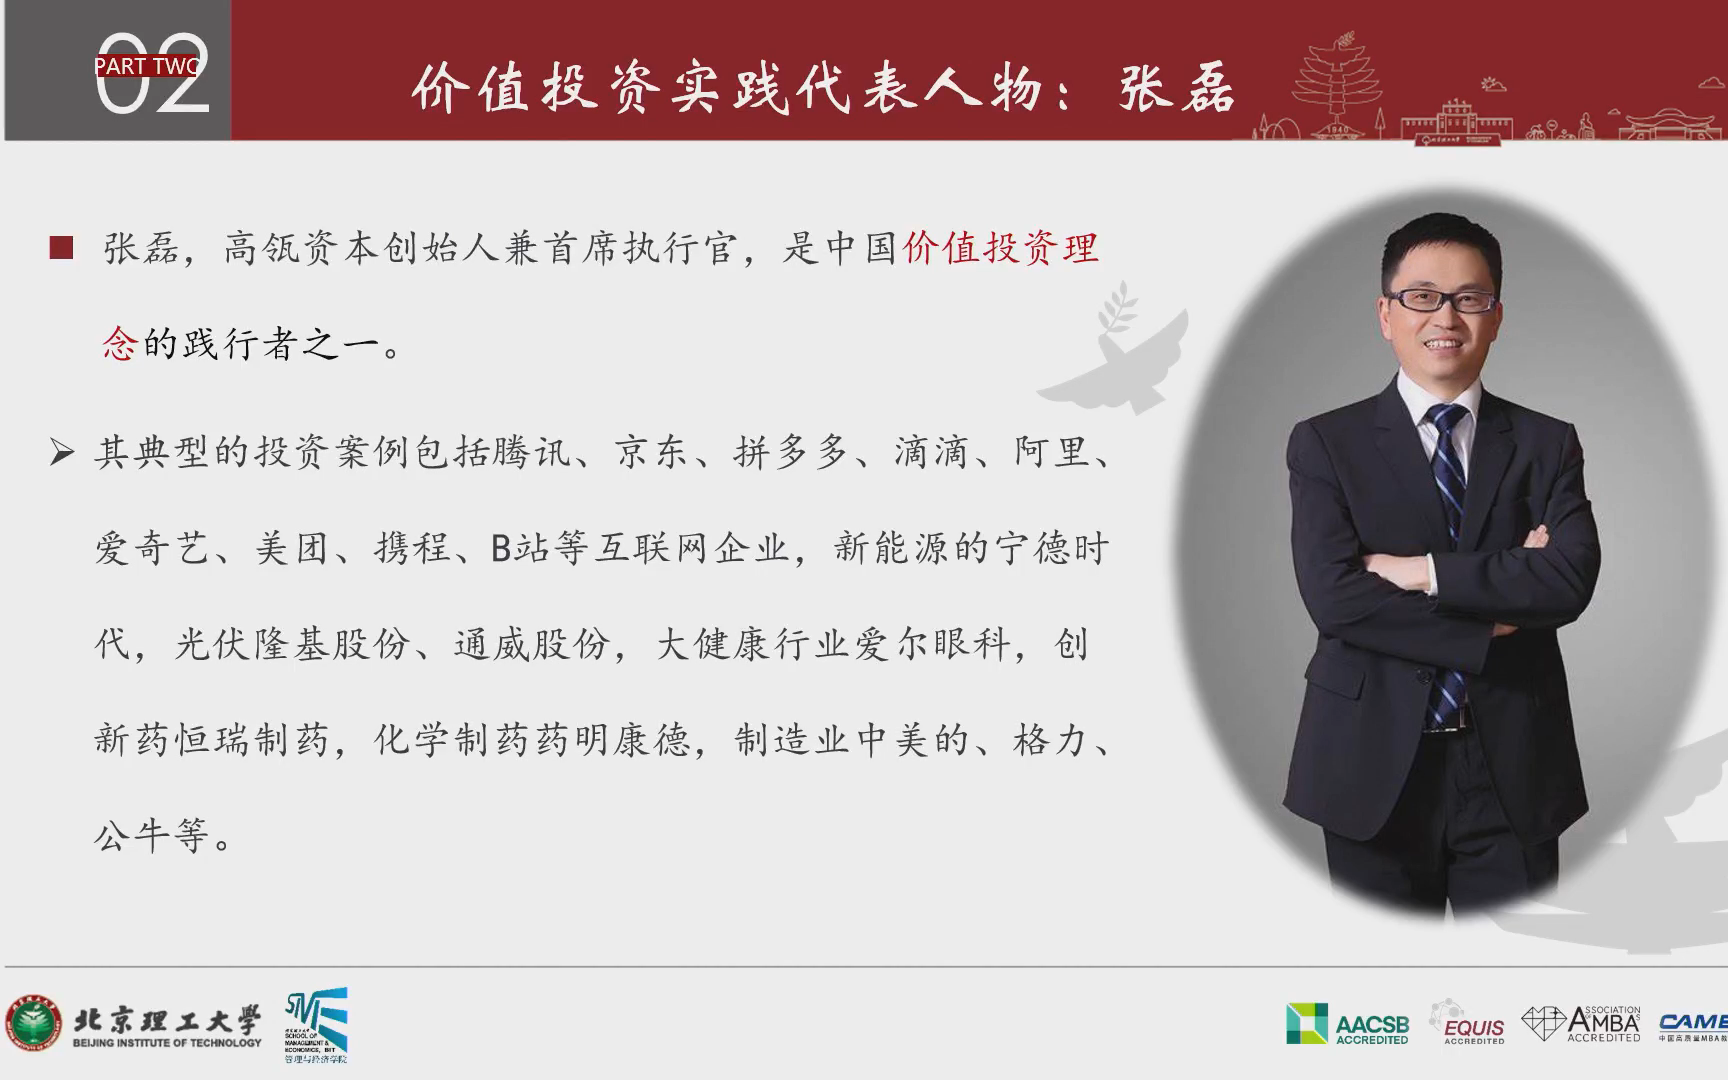 02
PART TWO
价值投资实践代表人物：张磊
1940
张磊，高瓴资本创始人兼首席执行官，是中国价值投资理
念的践行者之一。
其典型的投资案例包括腾讯、京东、拼多多、滴滴、阿里、
爱奇艺、美团、携程、B站等互联网企业，新能源的宁德时
代，光伏隆基股份、通威股份，大健康行业爱尔眼科，创
新药恒瑞制药，化学制药药明康德，制造业中美的、格力、
公牛等。
北京理工大学
BEIJING INSTITUTE OF TECHNOLOGY
SME
SCHOOL OF
MANAGEMENT &
ECONOMICS, BIT
管理与经济学院
AACSB
ACCREDITED
EQUIS
ACCREDITED
ASSOCIATION
AMBAS
ACCREDITED
CAME
中国高质量MBA教